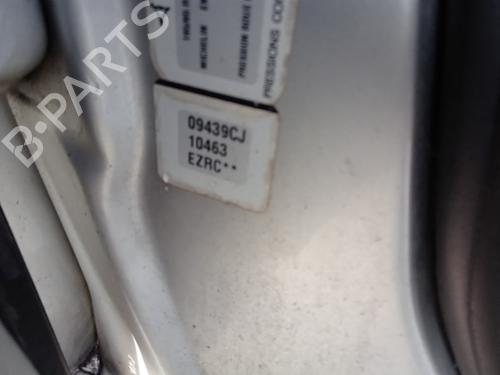 B-PARTS
MICHELIN
PRESSION ROUE
PRESSIONS CO
09439CJ
10463
EZRC**